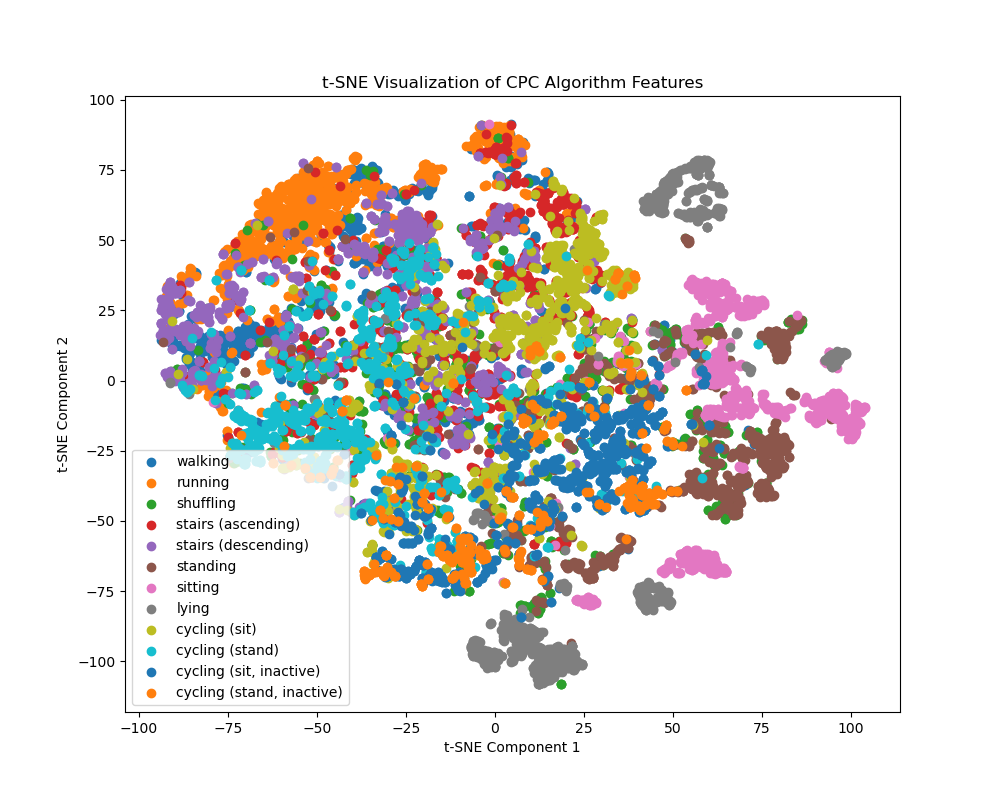 t-SNE Visualization of CPC Algorithm Features
100
75
50
25
0
−25
−50
−75
−100
t-SNE Component 2
walking
running
shuffling
stairs (ascending)
stairs (descending)
standing
sitting
lying
cycling (sit)
cycling (stand)
cycling (sit, inactive)
cycling (stand, inactive)
−100 −75 −50 −25 0 25 50 75 100
t-SNE Component 1